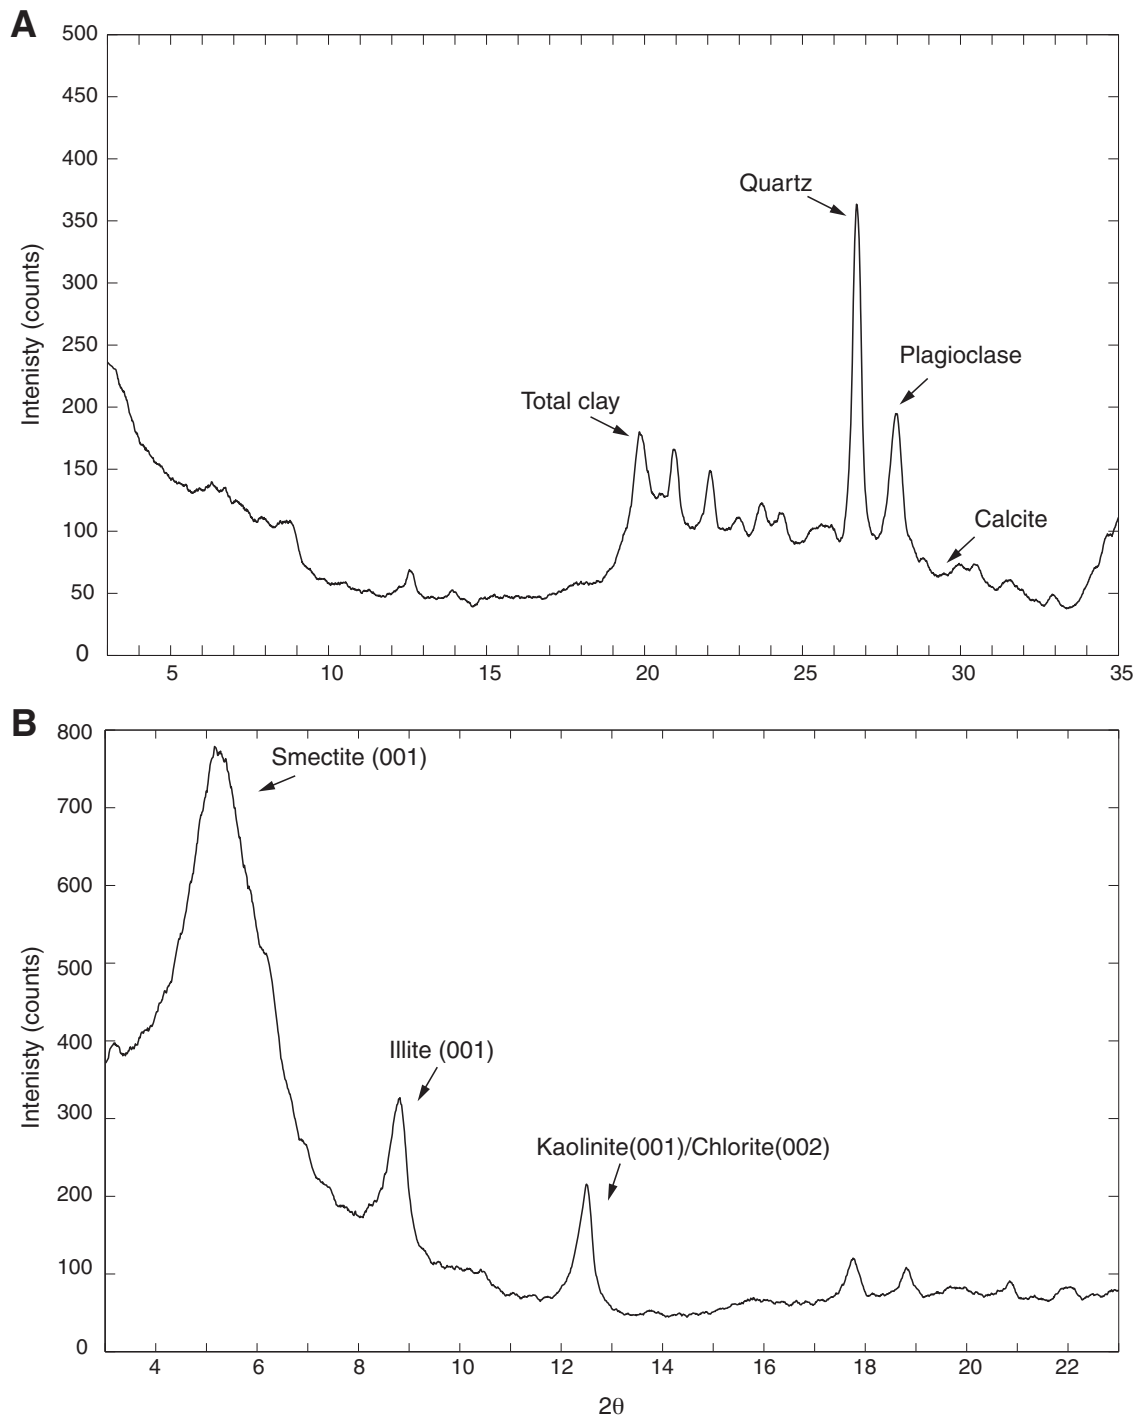 A
500
450
400
350
300
250
200
150
100
50
0
Intenisty (counts)
Quartz
Plagioclase
Total clay
Calcite
5 10 15 20 25 30 35
B
800
700
600
500
400
300
200
100
0
Intenisty (counts)
Smectite (001)
Illite (001)
Kaolinite(001)/Chlorite(002)
4 6 8 10 12 14 16 18 20 22
2θ